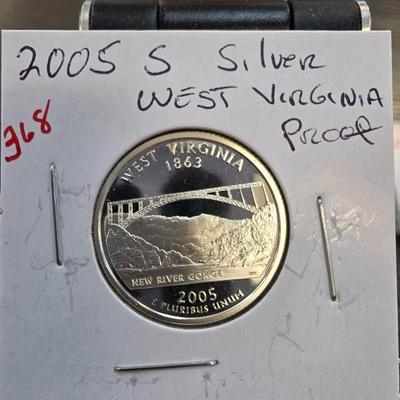 2005 S Silver
WEST VIRGINIA
Proof
368
WEST VIRGINIA
1863
NEW RIVER GORGE
2005
E PLURIBUS UNUM